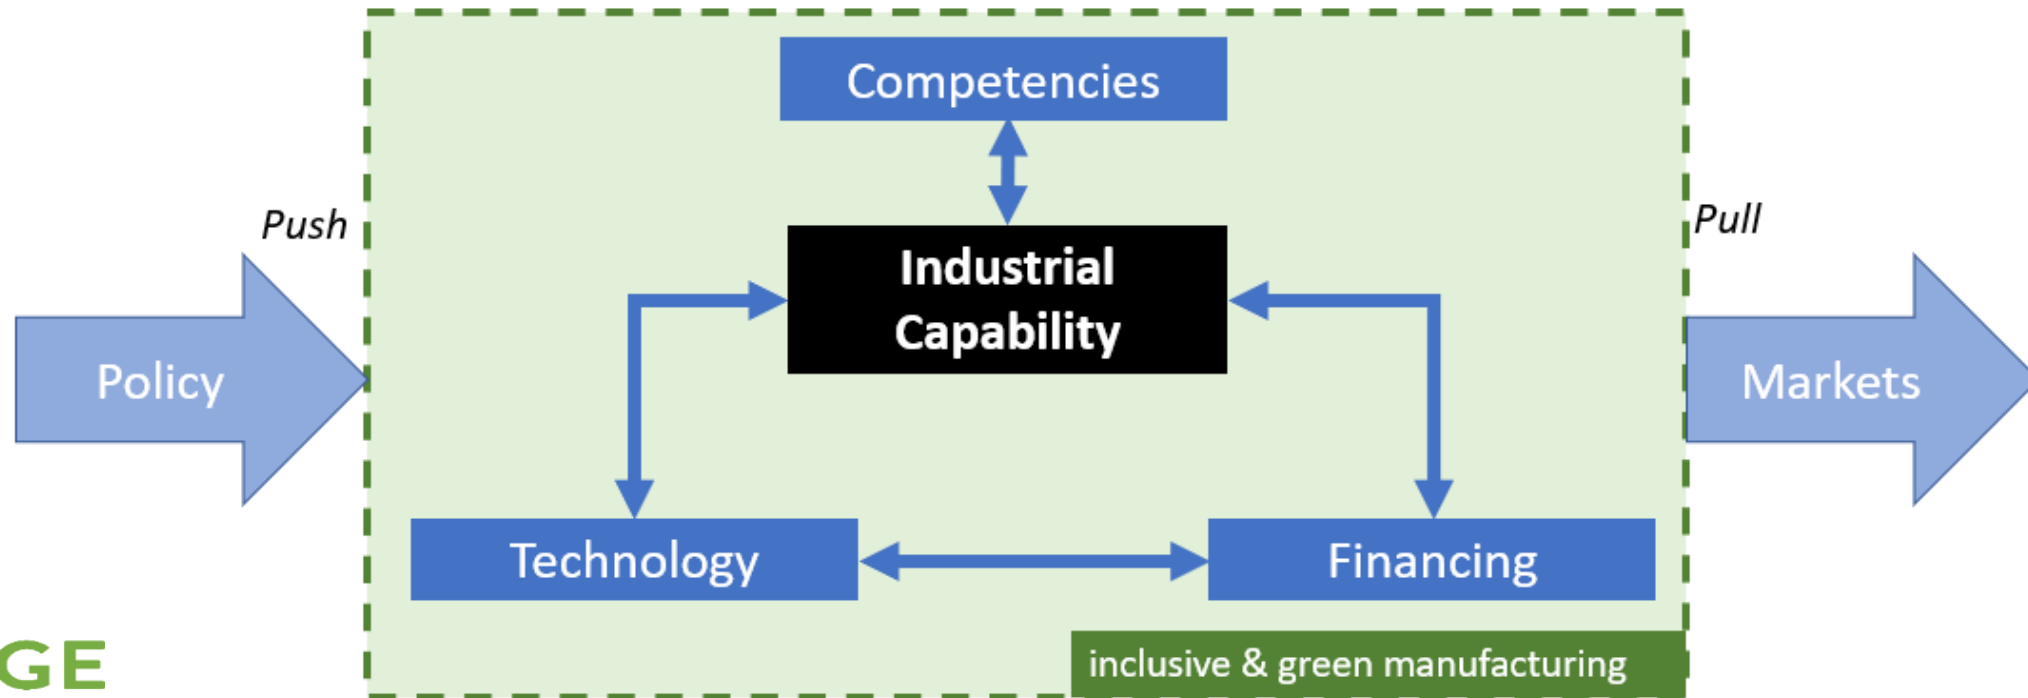 Competencies
Push
Pull
Industrial
Capability
Policy
Markets
Technology
Financing
GE
inclusive & green manufacturing